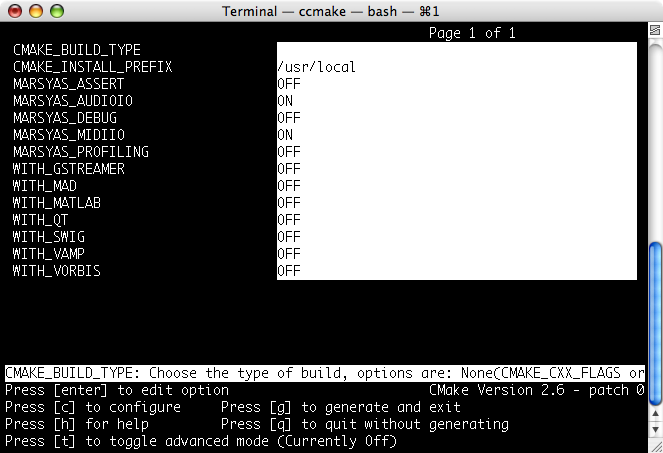 Terminal — ccmake — bash — ⌘1
Page 1 of 1
CMAKE_BUILD_TYPE
CMAKE_INSTALL_PREFIX /usr/local
MARSYAS_ASSERT OFF
MARSYAS_AUDIOIO ON
MARSYAS_DEBUG OFF
MARSYAS_MIDIIO ON
MARSYAS_PROFILING OFF
WITH_GSTREAMER OFF
WITH_MAD OFF
WITH_MATLAB OFF
WITH_QT OFF
WITH_SWIG OFF
WITH_VAMP OFF
WITH_VORBIS OFF
CMAKE_BUILD_TYPE: Choose the type of build, options are: None(CMAKE_CXX_FLAGS or
Press [enter] to edit option CMake Version 2.6 - patch 0
Press [c] to configure Press [g] to generate and exit
Press [h] for help Press [q] to quit without generating
Press [t] to toggle advanced mode (Currently Off)